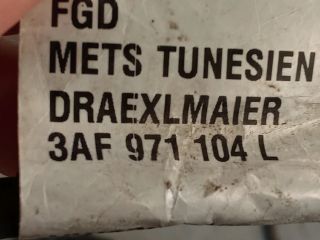 FGD
METS TUNESIEN
DRAEXLMAIER
3AF 971 104 L